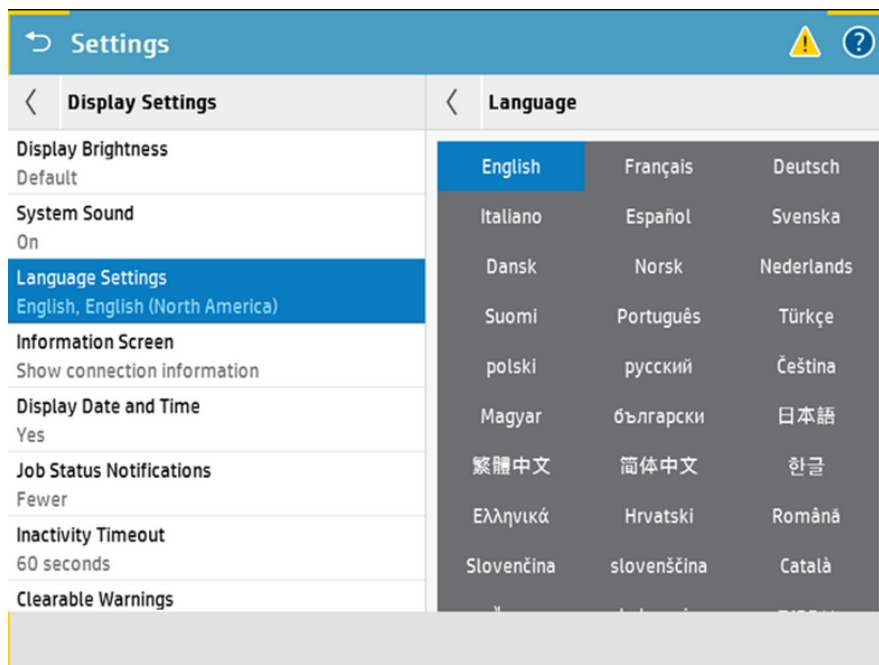 Settings
Display Settings
Display Brightness
Default
System Sound
On
Language Settings
English, English (North America)
Information Screen
Show connection information
Display Date and Time
Yes
Job Status Notifications
Fewer
Inactivity Timeout
60 seconds
Clearable Warnings
Language
English Français Deutsch
Italiano Español Svenska
Dansk Norsk Nederlands
Suomi Português Türkçe
polski русский Čeština
Magyar български 日本語
繁體中文 简体中文 한글
Ελληνικά Hrvatski Română
Slovenčina slovenščina Català